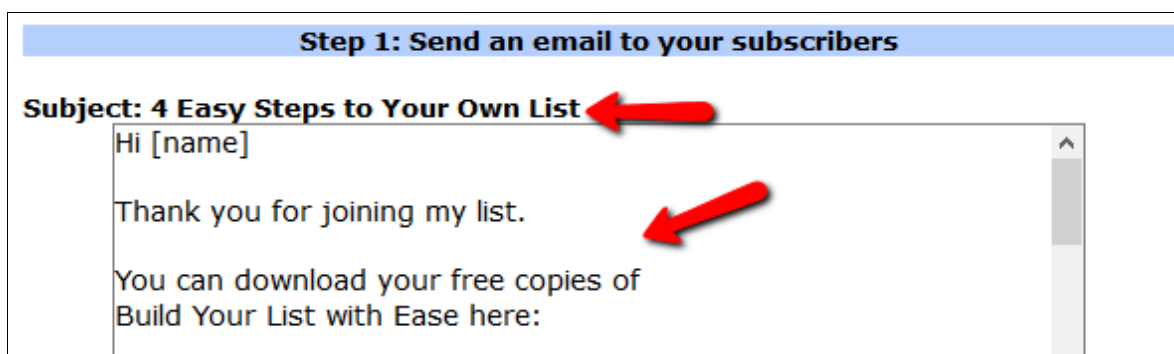 Step 1: Send an email to your subscribers
Subject: 4 Easy Steps to Your Own List
Hi [name]
Thank you for joining my list.
You can download your free copies of
Build Your List with Ease here: